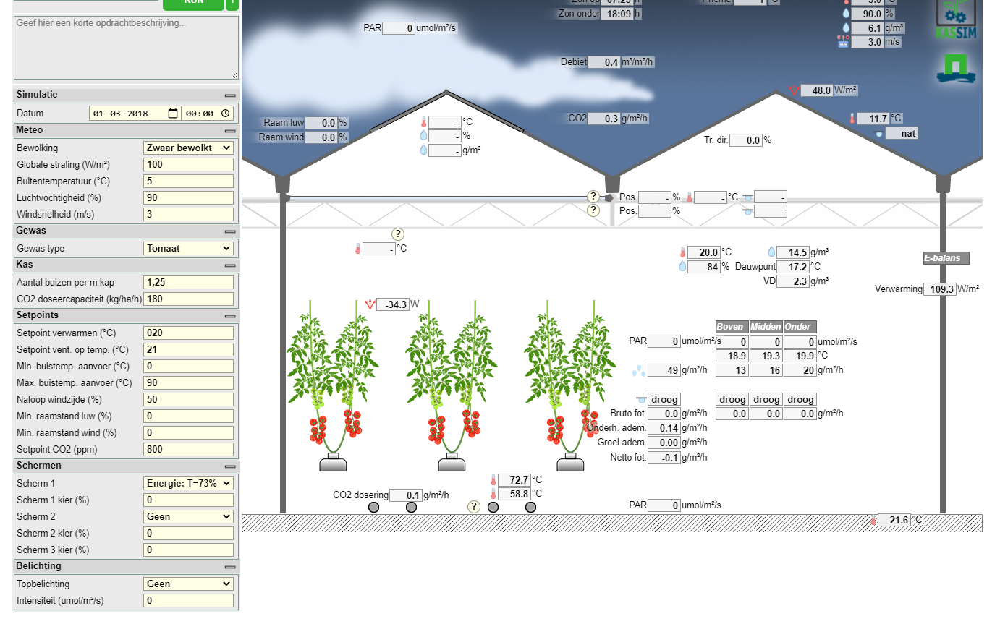 RUN ?
Geef hier een korte opdrachtbeschrijving...
Simulatie
Datum 01-03-2018 00:00
Meteo
Bewolking Zwaar bewolkt
Globale straling (W/m²) 100
Buitentemperatuur (°C) 5
Luchtvochtigheid (%) 90
Windsnelheid (m/s) 3
Gewas
Gewas type Tomaat
Kas
Aantal buizen per m kap 1,25
CO2 doseercapaciteit (kg/ha/h) 180
Setpoints
Setpoint verwarmen (°C) 020
Setpoint vent. op temp. (°C) 21
Min. buistemp. aanvoer (°C) 0
Max. buistemp. aanvoer (°C) 90
Naloop windzijde (%) 50
Min. raamstand luw (%) 0
Min. raamstand wind (%) 0
Setpoint CO2 (ppm) 800
Schermen
Scherm 1 Energie: T=73%
Scherm 1 kier (%) 0
Scherm 2 Geen
Scherm 2 kier (%) 0
Scherm 3 kier (%) 0
Belichting
Topbelichting Geen
Intensiteit (umol/m²/s) 0
Zon op 07:25 h
Zon onder 18:09 h
°C
5.0 °C
90.0 %
6.1 g/m³
3.0 m/s
KASSIM
PAR 0 umol/m²/s
Debiet 0.4 m³/m²/h
48.0 W/m²
CO2 0.3 g/m²/h
Raam luw 0.0 %
Raam wind 0.0 %
- °C
- %
- g/m³
11.7 °C
nat
Tr. dir. 0.0 %
? Pos. - % - °C -
? Pos. - % -
?
- °C
20.0 °C 14.5 g/m³
84 % Dauwpunt 17.2 °C
VD 2.3 g/m³
E-balans
Verwarming 109.3 W/m²
-34.3 W
Boven Midden Onder
PAR 0 umol/m²/s 0 0 0 umol/m²/s
18.9 19.3 19.9 °C
49 g/m²/h 13 16 20 g/m²/h
droog droog droog droog
Bruto fot. 0.0 g/m²/h 0.0 0.0 0.0 g/m²/h
Onderh. adem. 0.14 g/m²/h
Groei adem. 0.00 g/m²/h
Netto fot. -0.1 g/m²/h
72.7 °C
CO2 dosering 0.1 g/m²/h 58.8 °C
?
PAR 0 umol/m²/s
21.6 °C